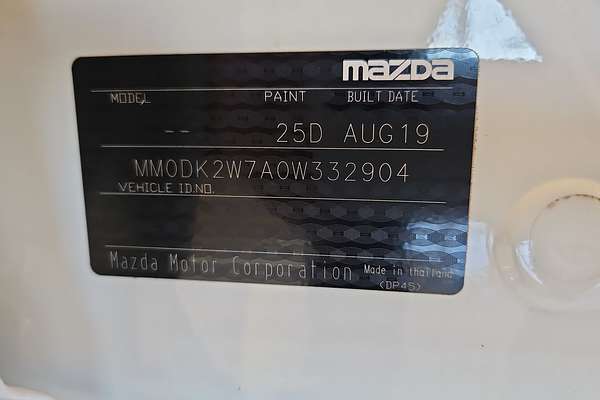 mazda
MODEL PAINT BUILT DATE
-- 25D AUG19
MM0DK2W7A0W332904
VEHICLE ID.NO.
Mazda Motor Corporation Made in thailand
(DP45)